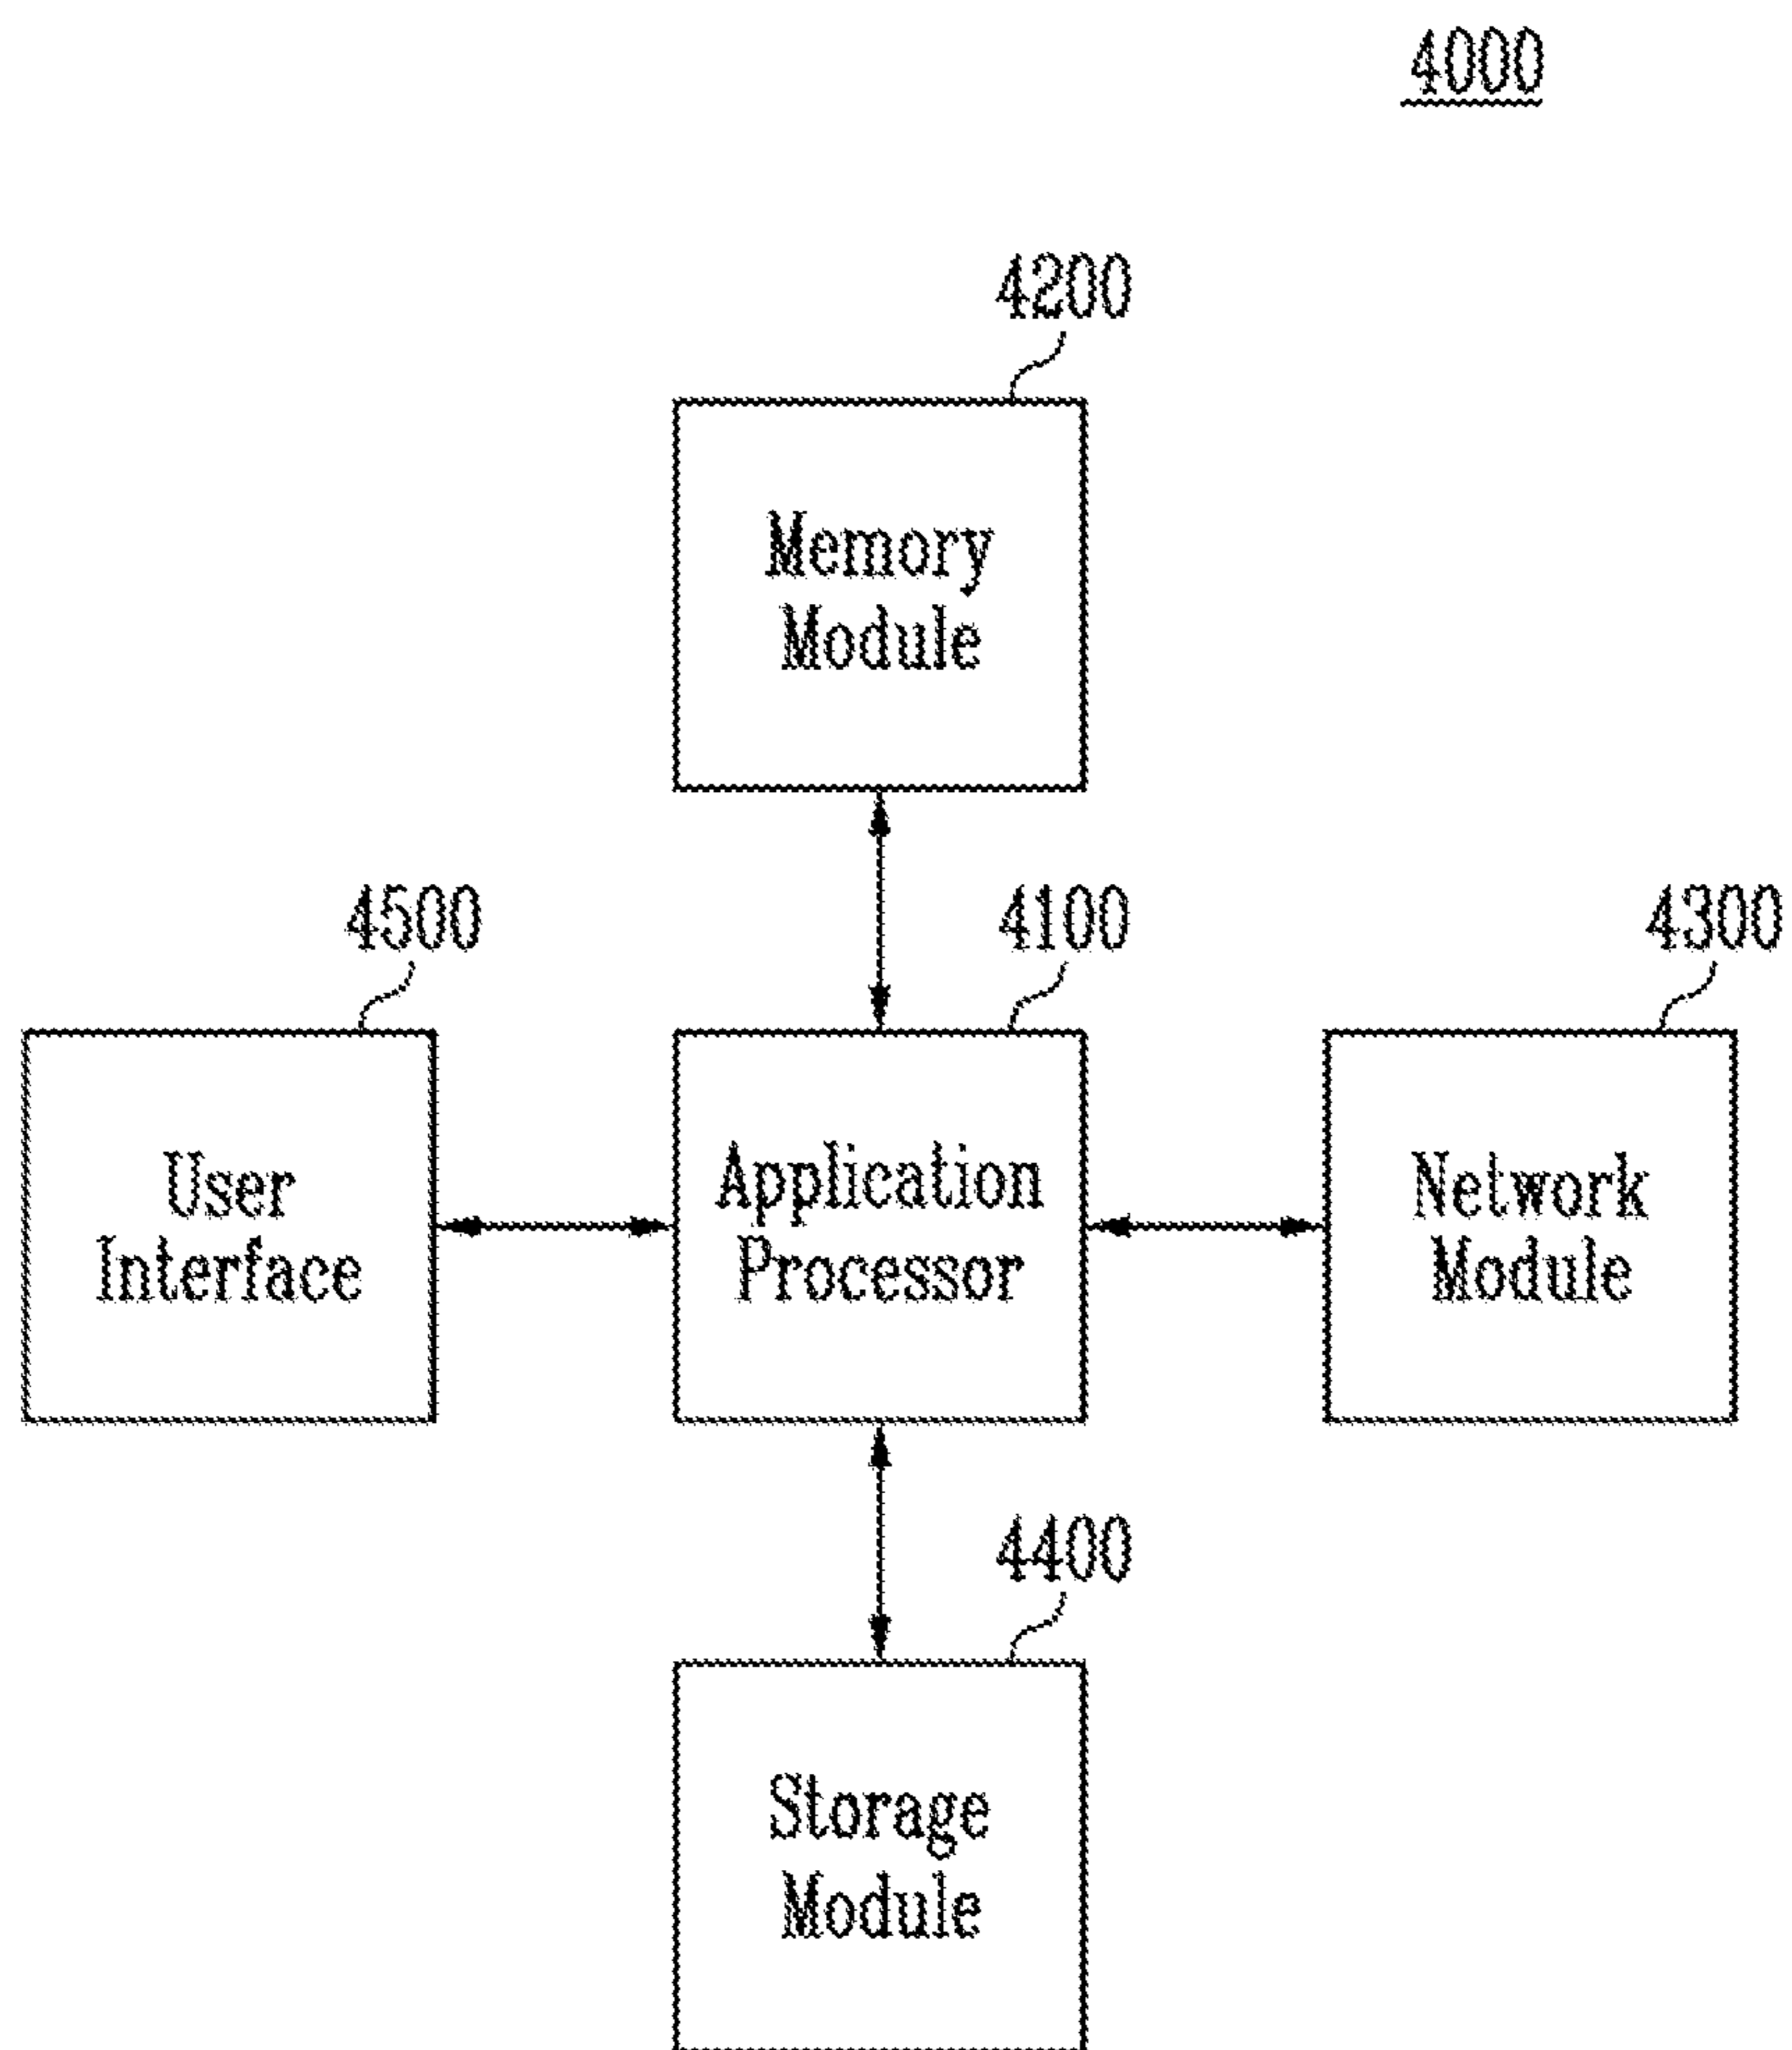 4000
4200
Memory
Module
4500
4100
4300
User
Interface
Application
Processor
Network
Module
4400
Storage
Module